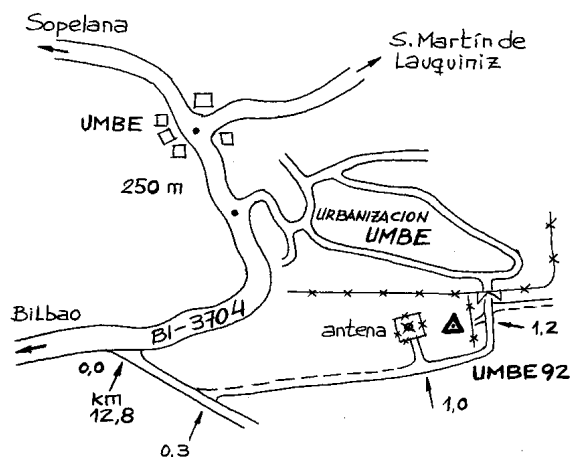 Sopelana
S. Martín de
Lauquiniz
UMBE
250 m
URBANIZACION
UMBE
Bilbao
BI-3704
antena
1,2
0,0
km
12,8
UMBE 92
1,0
0,3